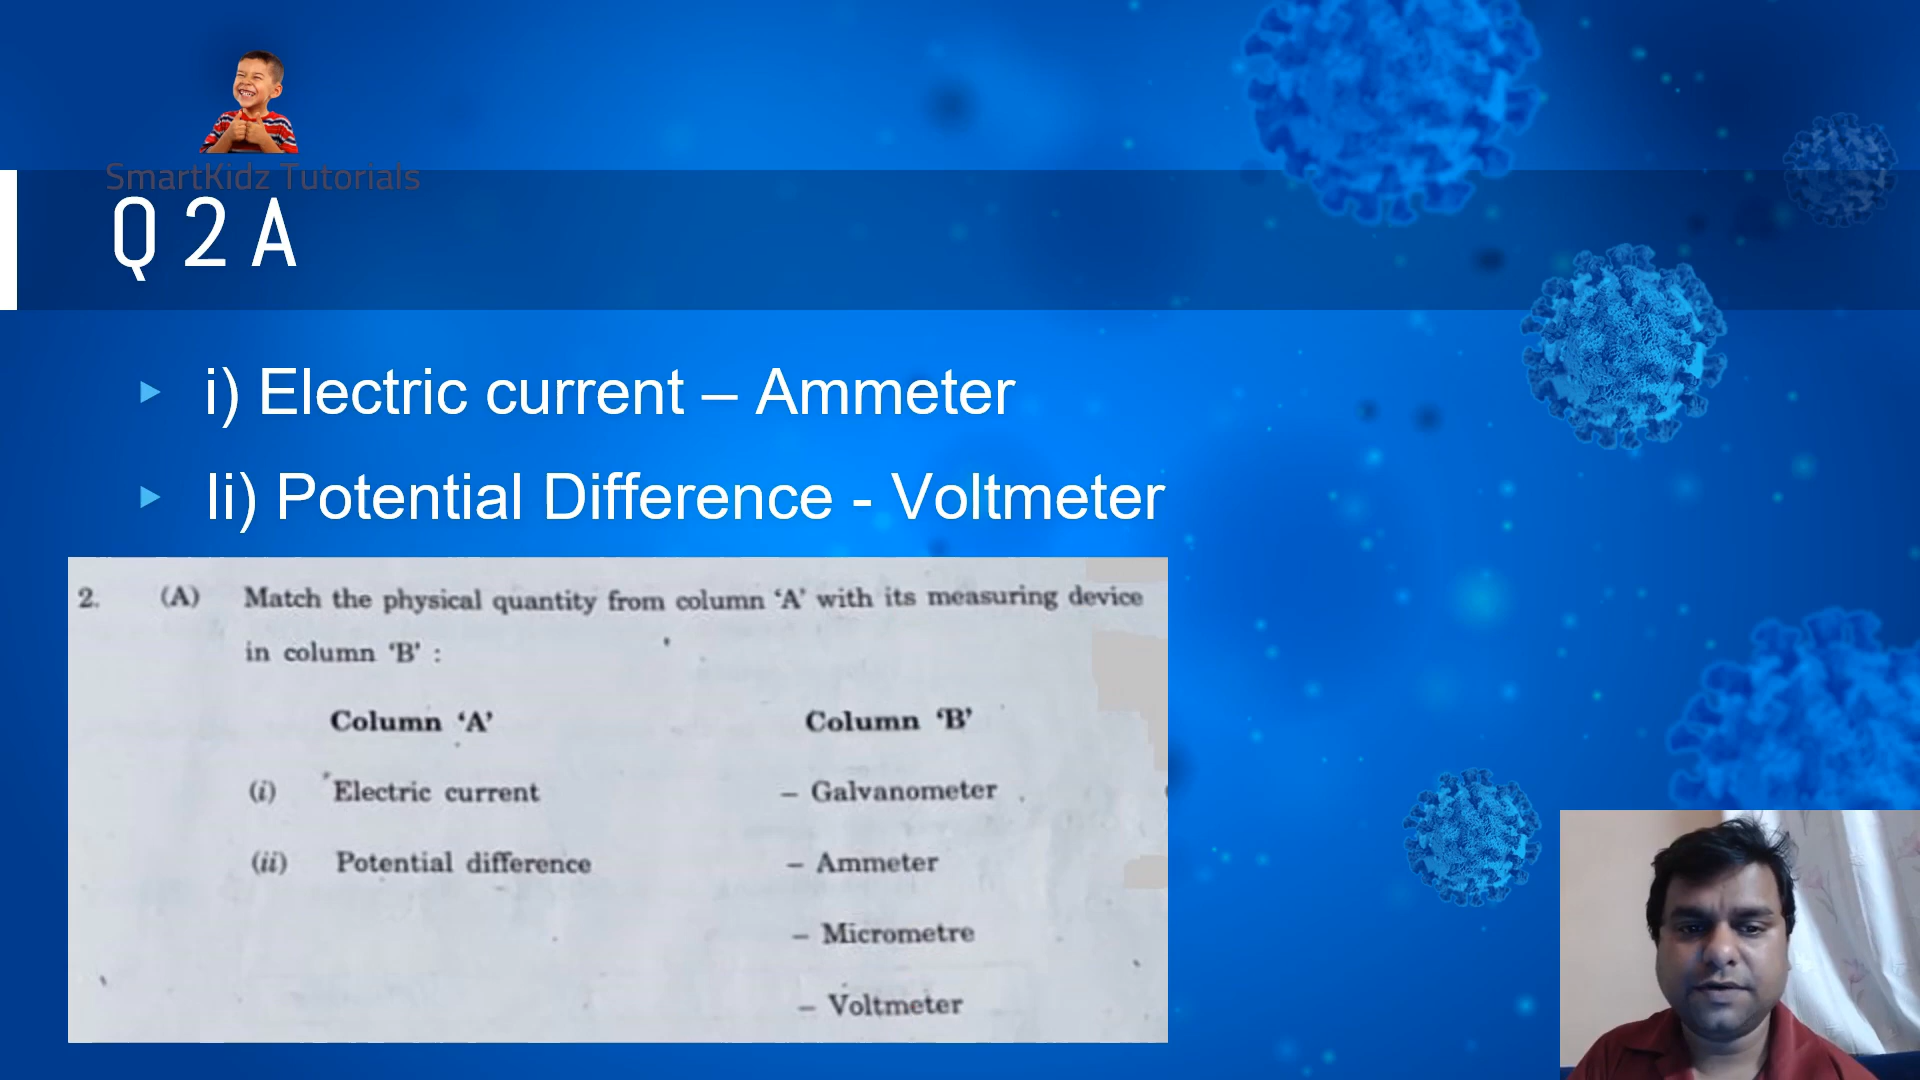 SmartKidz Tutorials
Q 2 A
i) Electric current – Ammeter
Ii) Potential Difference - Voltmeter
2. (A) Match the physical quantity from column ‘A’ with its measuring device
in column ‘B’ :
Column ‘A’ Column ‘B’
(i) Electric current – Galvanometer
(ii) Potential difference – Ammeter
– Micrometre
– Voltmeter